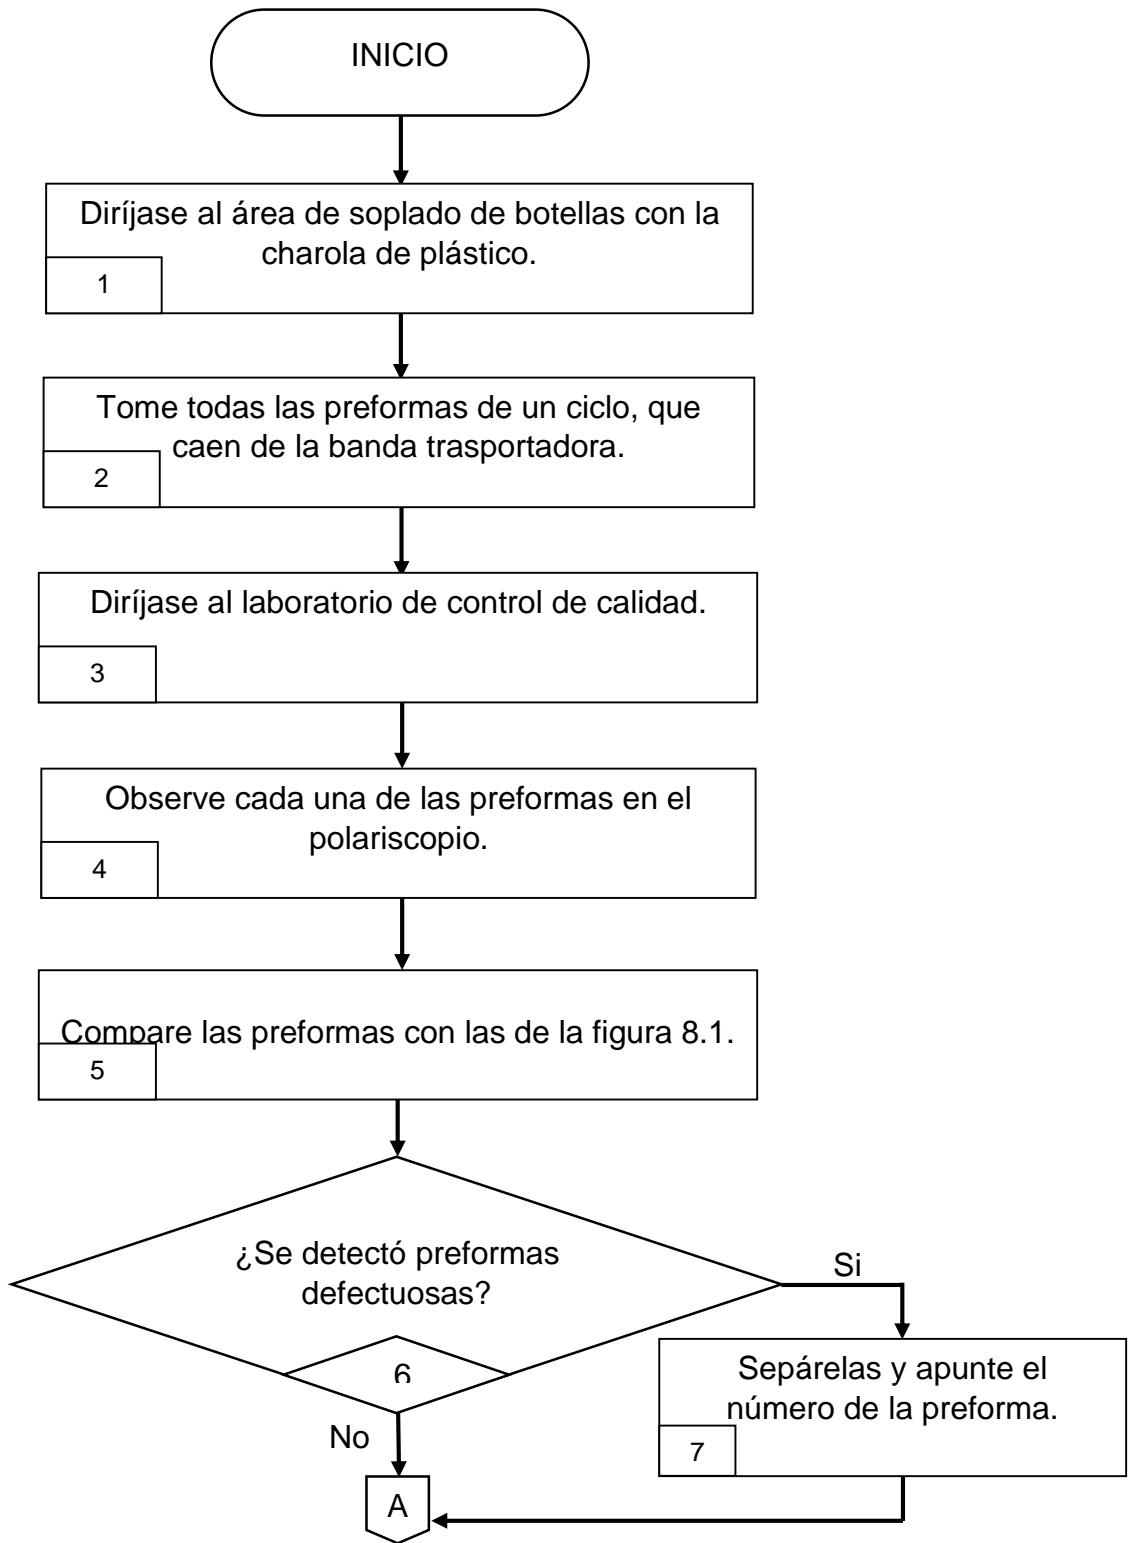 INICIO
Diríjase al área de soplado de botellas con la
charola de plástico.
1
Tome todas las preformas de un ciclo, que
caen de la banda trasportadora.
2
Diríjase al laboratorio de control de calidad.
3
Observe cada una de las preformas en el
polariscopio.
4
Compare las preformas con las de la figura 8.1.
5
¿Se detectó preformas
defectuosas?
6
Si
Sepárelas y apunte el
número de la preforma.
7
No
A